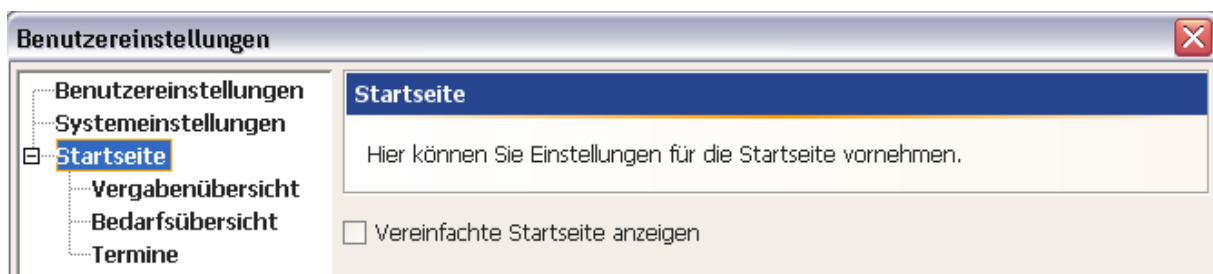 Benutzereinstellungen
Benutzereinstellungen
Systemeinstellungen
Startseite
Vergabenübersicht
Bedarfsübersicht
Termine
Startseite
Hier können Sie Einstellungen für die Startseite vornehmen.
Vereinfachte Startseite anzeigen